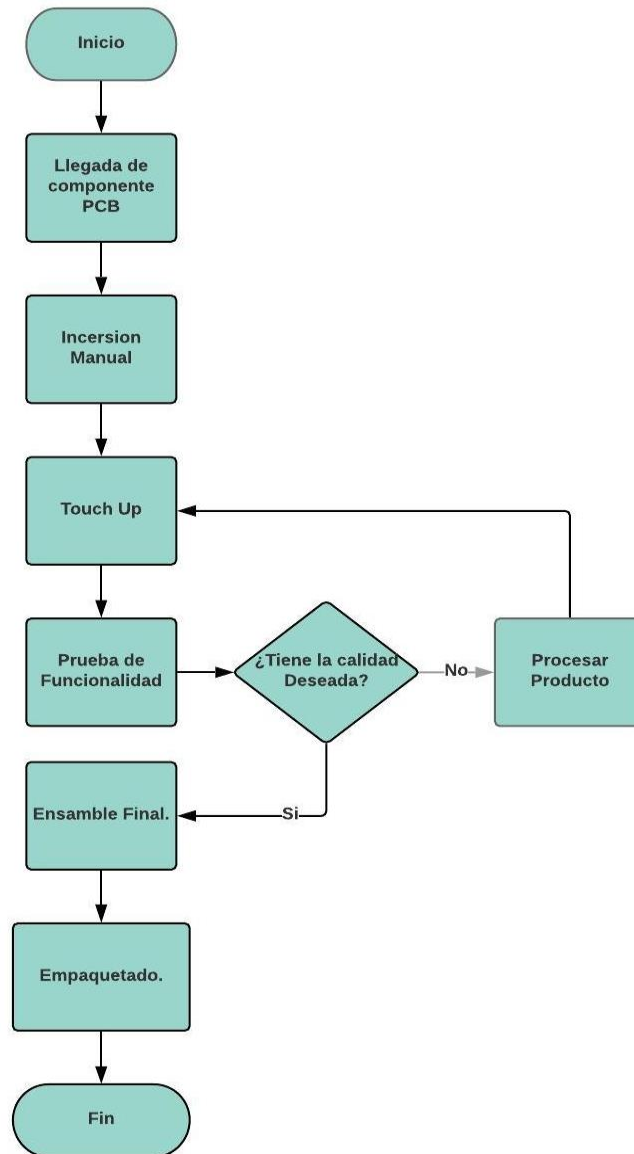 Inicio
Llegada de
componente
PCB
Incersion
Manual
Touch Up
Prueba de
Funcionalidad
¿Tiene la calidad
Deseada?
No
Procesar
Producto
Si
Ensamble Final.
Empaquetado.
Fin